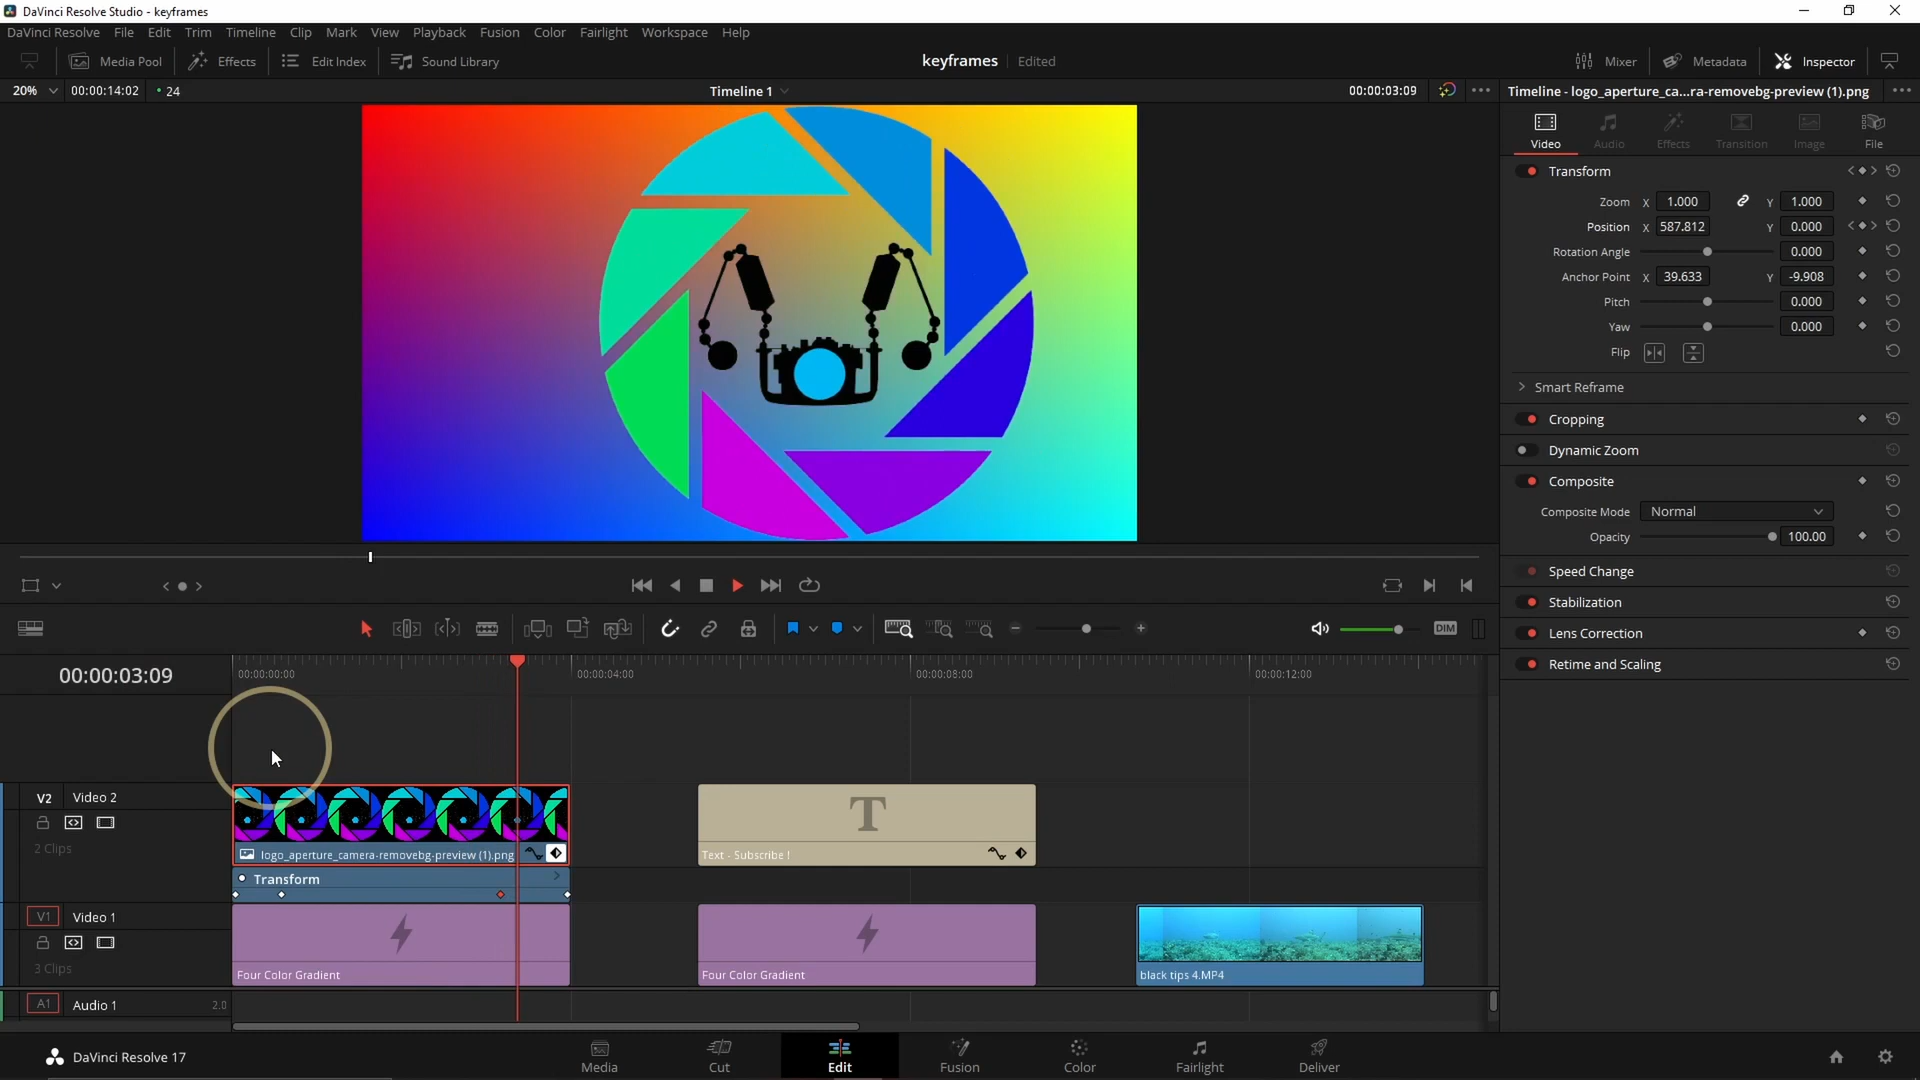 DaVinci Resolve Studio - keyframes
DaVinci Resolve File Edit Trim Timeline Clip Mark View Playback Fusion Color Fairlight Workspace Help
Media Pool Effects Edit Index Sound Library keyframes Edited Mixer Metadata Inspector
20% 00:00:14:02 24 Timeline 1 00:00:03:09 Timeline - logo_aperture_ca...ra-removebg-preview (1).png
Video Audio Effects Transition Image File
Transform
Zoom X 1.000 Y 1.000
Position X 587.812 Y 0.000
Rotation Angle 0.000
Anchor Point X 39.633 Y -9.908
Pitch 0.000
Yaw 0.000
Flip
Smart Reframe
Cropping
Dynamic Zoom
Composite
Composite Mode Normal
Opacity 100.00
Speed Change
Stabilization
Lens Correction
Retime and Scaling
DIM
00:00:03:09 00:00:00:00 00:00:04:00 00:00:08:00 00:00:12:00
V2 Video 2
2 Clips
logo_aperture_camera-removebg-preview (1).png
T
Text - Subscribe !
Transform
V1 Video 1
3 Clips
Four Color Gradient Four Color Gradient black tips 4.MP4
A1 Audio 1 2.0
DaVinci Resolve 17
Media Cut Edit Fusion Color Fairlight Deliver